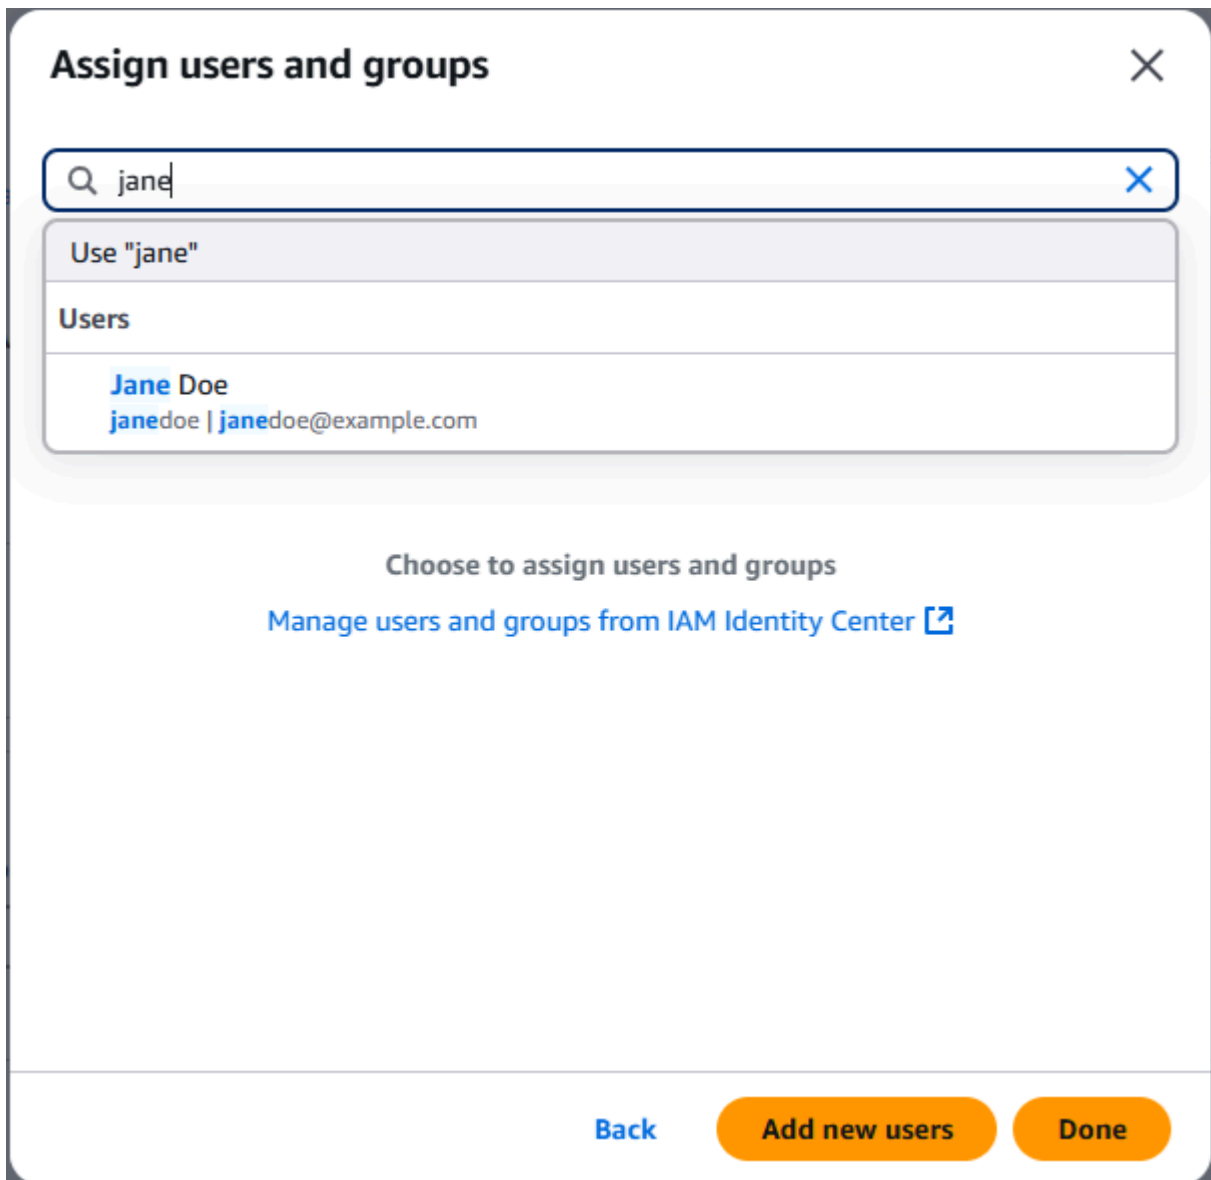 Assign users and groups
jane
Use "jane"
Users
Jane Doe
janedoe | janedoe@example.com
Choose to assign users and groups
Manage users and groups from IAM Identity Center
Back
Add new users
Done